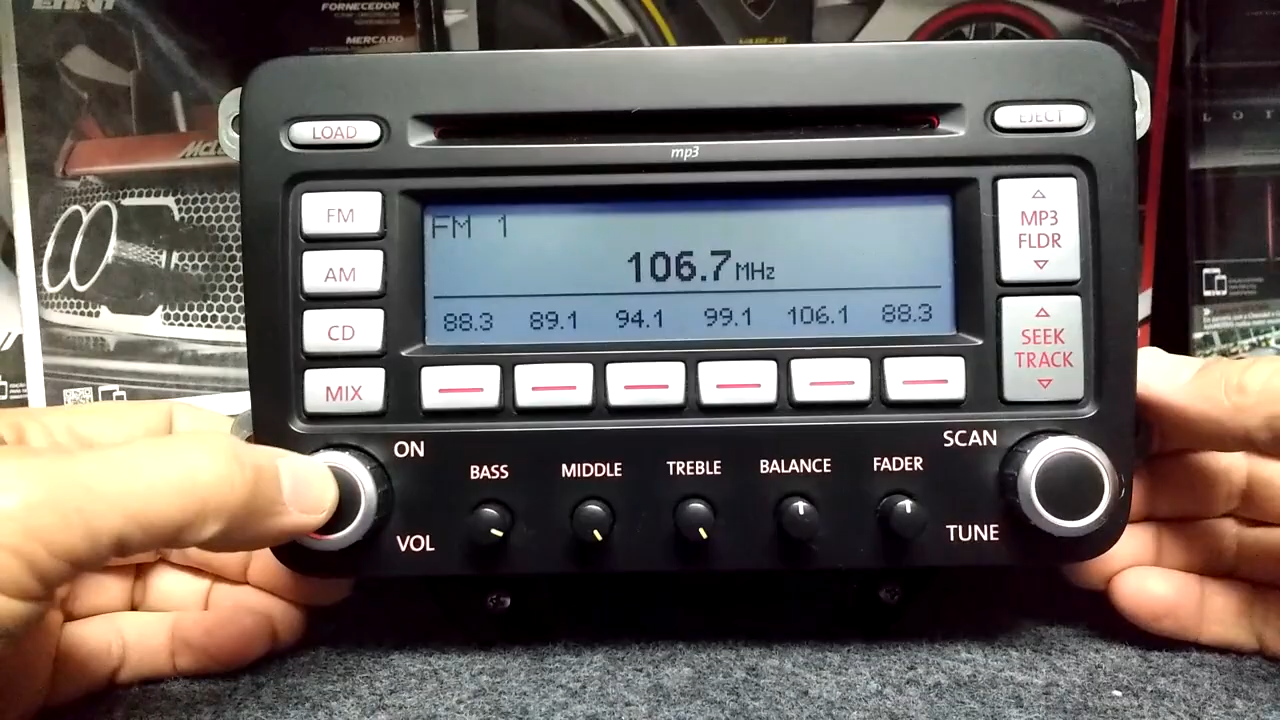 FORNECEDOR
MERCADO
LOAD
EJECT
mp3
FM
AM
CD
MIX
FM 1
106.7 MHz
88.3 89.1 94.1 99.1 106.1 88.3
MP3
FLDR
SEEK
TRACK
ON
VOL
BASS
MIDDLE
TREBLE
BALANCE
FADER
SCAN
TUNE